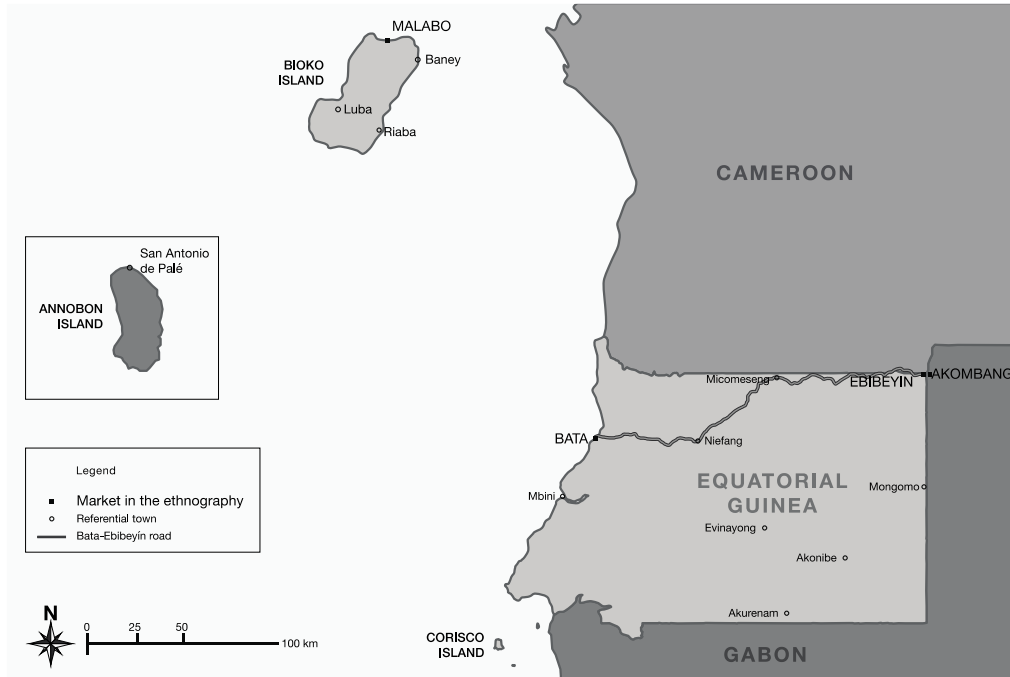 MALABO
Baney
BIOKO
ISLAND
Luba
Riaba
CAMEROON
San Antonio
de Palé
ANNOBON
ISLAND
Micomeseng
EBIBEYIN
AKOMBANG
BATA
Niefang
EQUATORIAL
GUINEA
Mongomo
Mbini
Evinayong
Akonibe
Akurenam
Legend
Market in the ethnography
Referential town
Bata-Ebibeyín road
N
0
25
50
100 km
CORISCO
ISLAND
GABON